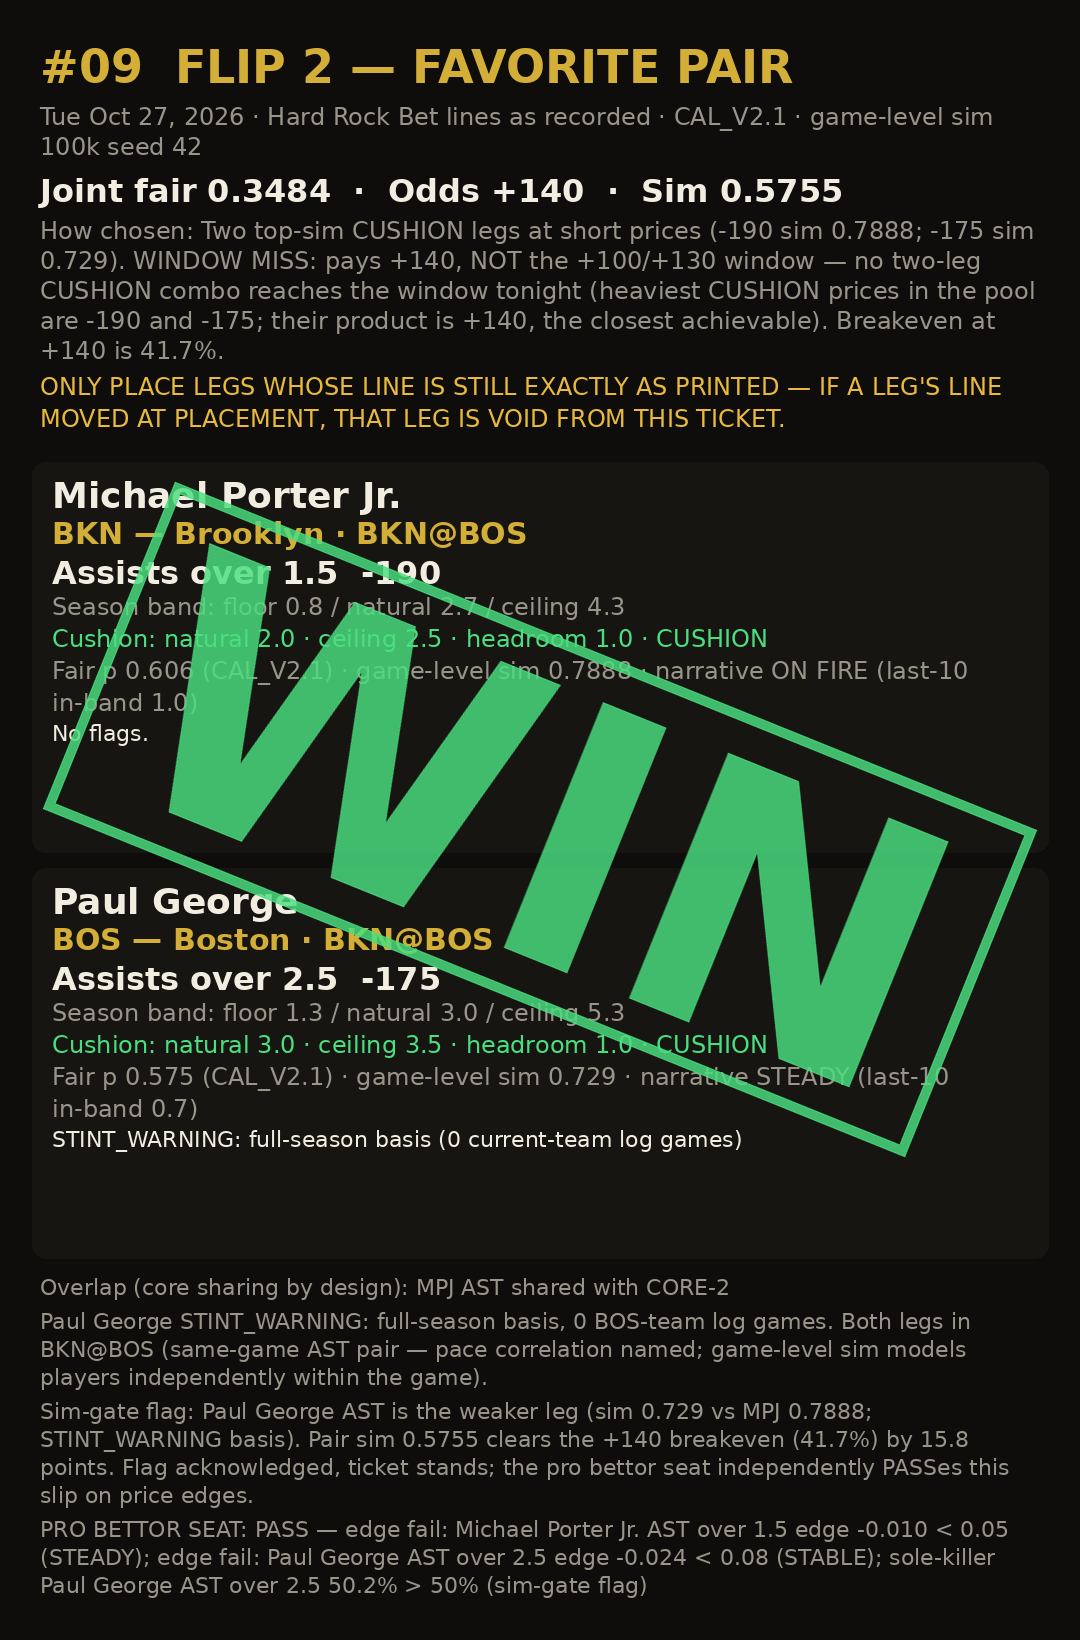 #09  FLIP 2 — FAVORITE PAIR
Tue Oct 27, 2026 · Hard Rock Bet lines as recorded · CAL_V2.1 · game-level sim
100k seed 42
Joint fair 0.3484  ·  Odds +140  ·  Sim 0.5755
How chosen: Two top-sim CUSHION legs at short prices (-190 sim 0.7888; -175 sim
0.729). WINDOW MISS: pays +140, NOT the +100/+130 window — no two-leg
CUSHION combo reaches the window tonight (heaviest CUSHION prices in the pool
are -190 and -175; their product is +140, the closest achievable). Breakeven at
+140 is 41.7%.
ONLY PLACE LEGS WHOSE LINE IS STILL EXACTLY AS PRINTED — IF A LEG'S LINE
MOVED AT PLACEMENT, THAT LEG IS VOID FROM THIS TICKET.
Michael Porter Jr.
BKN — Brooklyn · BKN@BOS
Assists over 1.5  -190
Season band: floor 0.8 / natural 2.7 / ceiling 4.3
Cushion: natural 2.0 · ceiling 2.5 · headroom 1.0 · CUSHION
Fair p 0.606 (CAL_V2.1) · game-level sim 0.7888 · narrative ON FIRE (last-10
in-band 1.0)
No flags.
WIN
Paul George
BOS — Boston · BKN@BOS
Assists over 2.5  -175
Season band: floor 1.3 / natural 3.0 / ceiling 5.3
Cushion: natural 3.0 · ceiling 3.5 · headroom 1.0 · CUSHION
Fair p 0.575 (CAL_V2.1) · game-level sim 0.729 · narrative STEADY (last-10
in-band 0.7)
STINT_WARNING: full-season basis (0 current-team log games)
Overlap (core sharing by design): MPJ AST shared with CORE-2
Paul George STINT_WARNING: full-season basis, 0 BOS-team log games. Both legs in
BKN@BOS (same-game AST pair — pace correlation named; game-level sim models
players independently within the game).
Sim-gate flag: Paul George AST is the weaker leg (sim 0.729 vs MPJ 0.7888;
STINT_WARNING basis). Pair sim 0.5755 clears the +140 breakeven (41.7%) by 15.8
points. Flag acknowledged, ticket stands; the pro bettor seat independently PASSes this
slip on price edges.
PRO BETTOR SEAT: PASS — edge fail: Michael Porter Jr. AST over 1.5 edge -0.010 < 0.05
(STEADY); edge fail: Paul George AST over 2.5 edge -0.024 < 0.08 (STABLE); sole-killer
Paul George AST over 2.5 50.2% > 50% (sim-gate flag)